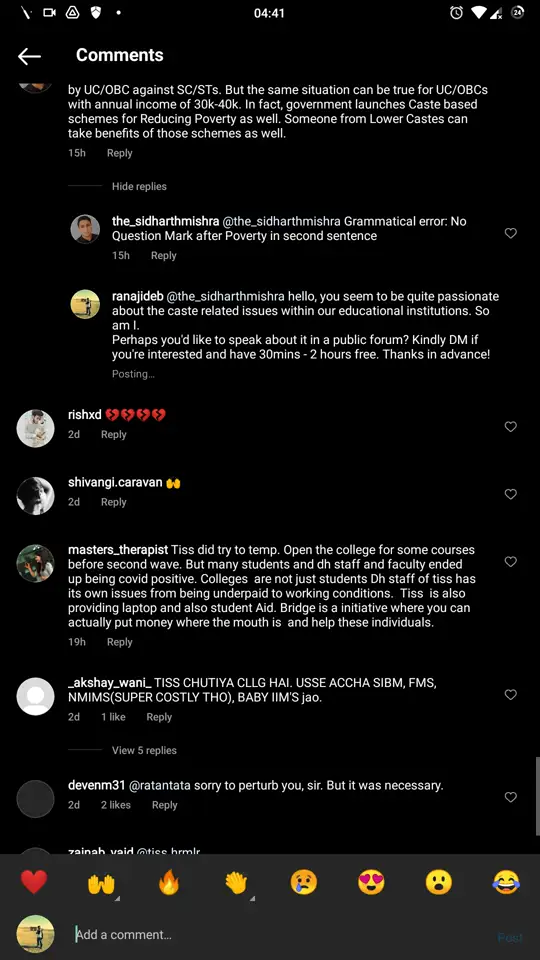 04:41
24
Comments
by UC/OBC against SC/STs. But the same situation can be true for UC/OBCs
with annual income of 30k-40k. In fact, government launches Caste based
schemes for Reducing Poverty as well. Someone from Lower Castes can
take benefits of those schemes as well.
15h Reply
Hide replies
the_sidharthmishra @the_sidharthmishra Grammatical error: No
Question Mark after Poverty in second sentence
15h Reply
ranajideb @the_sidharthmishra hello, you seem to be quite passionate
about the caste related issues within our educational institutions. So
am I.
Perhaps you'd like to speak about it in a public forum? Kindly DM if
you're interested and have 30mins - 2 hours free. Thanks in advance!
Posting...
rishxd 💔💔💔💔
2d Reply
shivangi.caravan 🙌
2d Reply
masters_therapist Tiss did try to temp. Open the college for some courses
before second wave. But many students and dh staff and faculty ended
up being covid positive. Colleges are not just students Dh staff of tiss has
its own issues from being underpaid to working conditions. Tiss is also
providing laptop and also student Aid. Bridge is a initiative where you can
actually put money where the mouth is and help these individuals.
19h Reply
_akshay_wani_ TISS CHUTIYA CLLG HAI. USSE ACCHA SIBM, FMS,
NMIMS(SUPER COSTLY THO), BABY IIM'S jao.
2d 1 like Reply
View 5 replies
devenm31 @ratantata sorry to perturb you, sir. But it was necessary.
2d 2 likes Reply
zainab_vaid @tiss.hrmlr
Add a comment...
Post